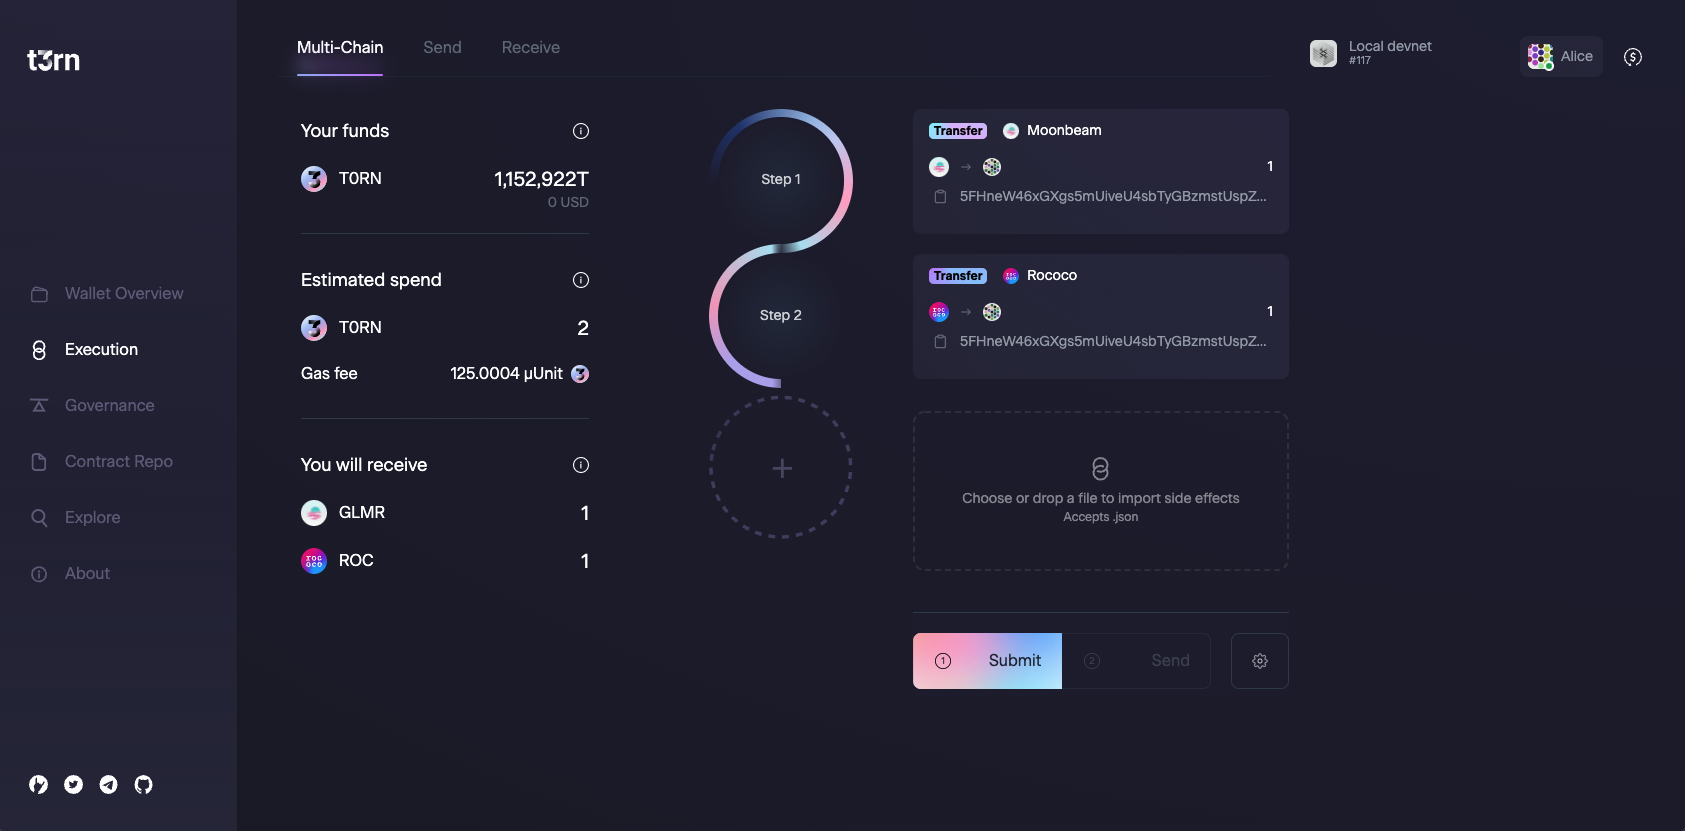 t3rn
Multi-Chain
Send
Receive
Local devnet
#117
Alice
Your funds
T0RN
1,152,922T
0 USD
Estimated spend
T0RN
2
Gas fee
125.0004 µUnit
You will receive
GLMR
1
ROC
1
Wallet Overview
Execution
Governance
Contract Repo
Explore
About
Step 1
Step 2
+
Transfer
Moonbeam
1
5FHneW46xGXgs5mUiveU4sbTyGBzmstUspZ...
Transfer
Rococo
1
5FHneW46xGXgs5mUiveU4sbTyGBzmstUspZ...
Choose or drop a file to import side effects
Accepts .json
1 Submit
2 Send